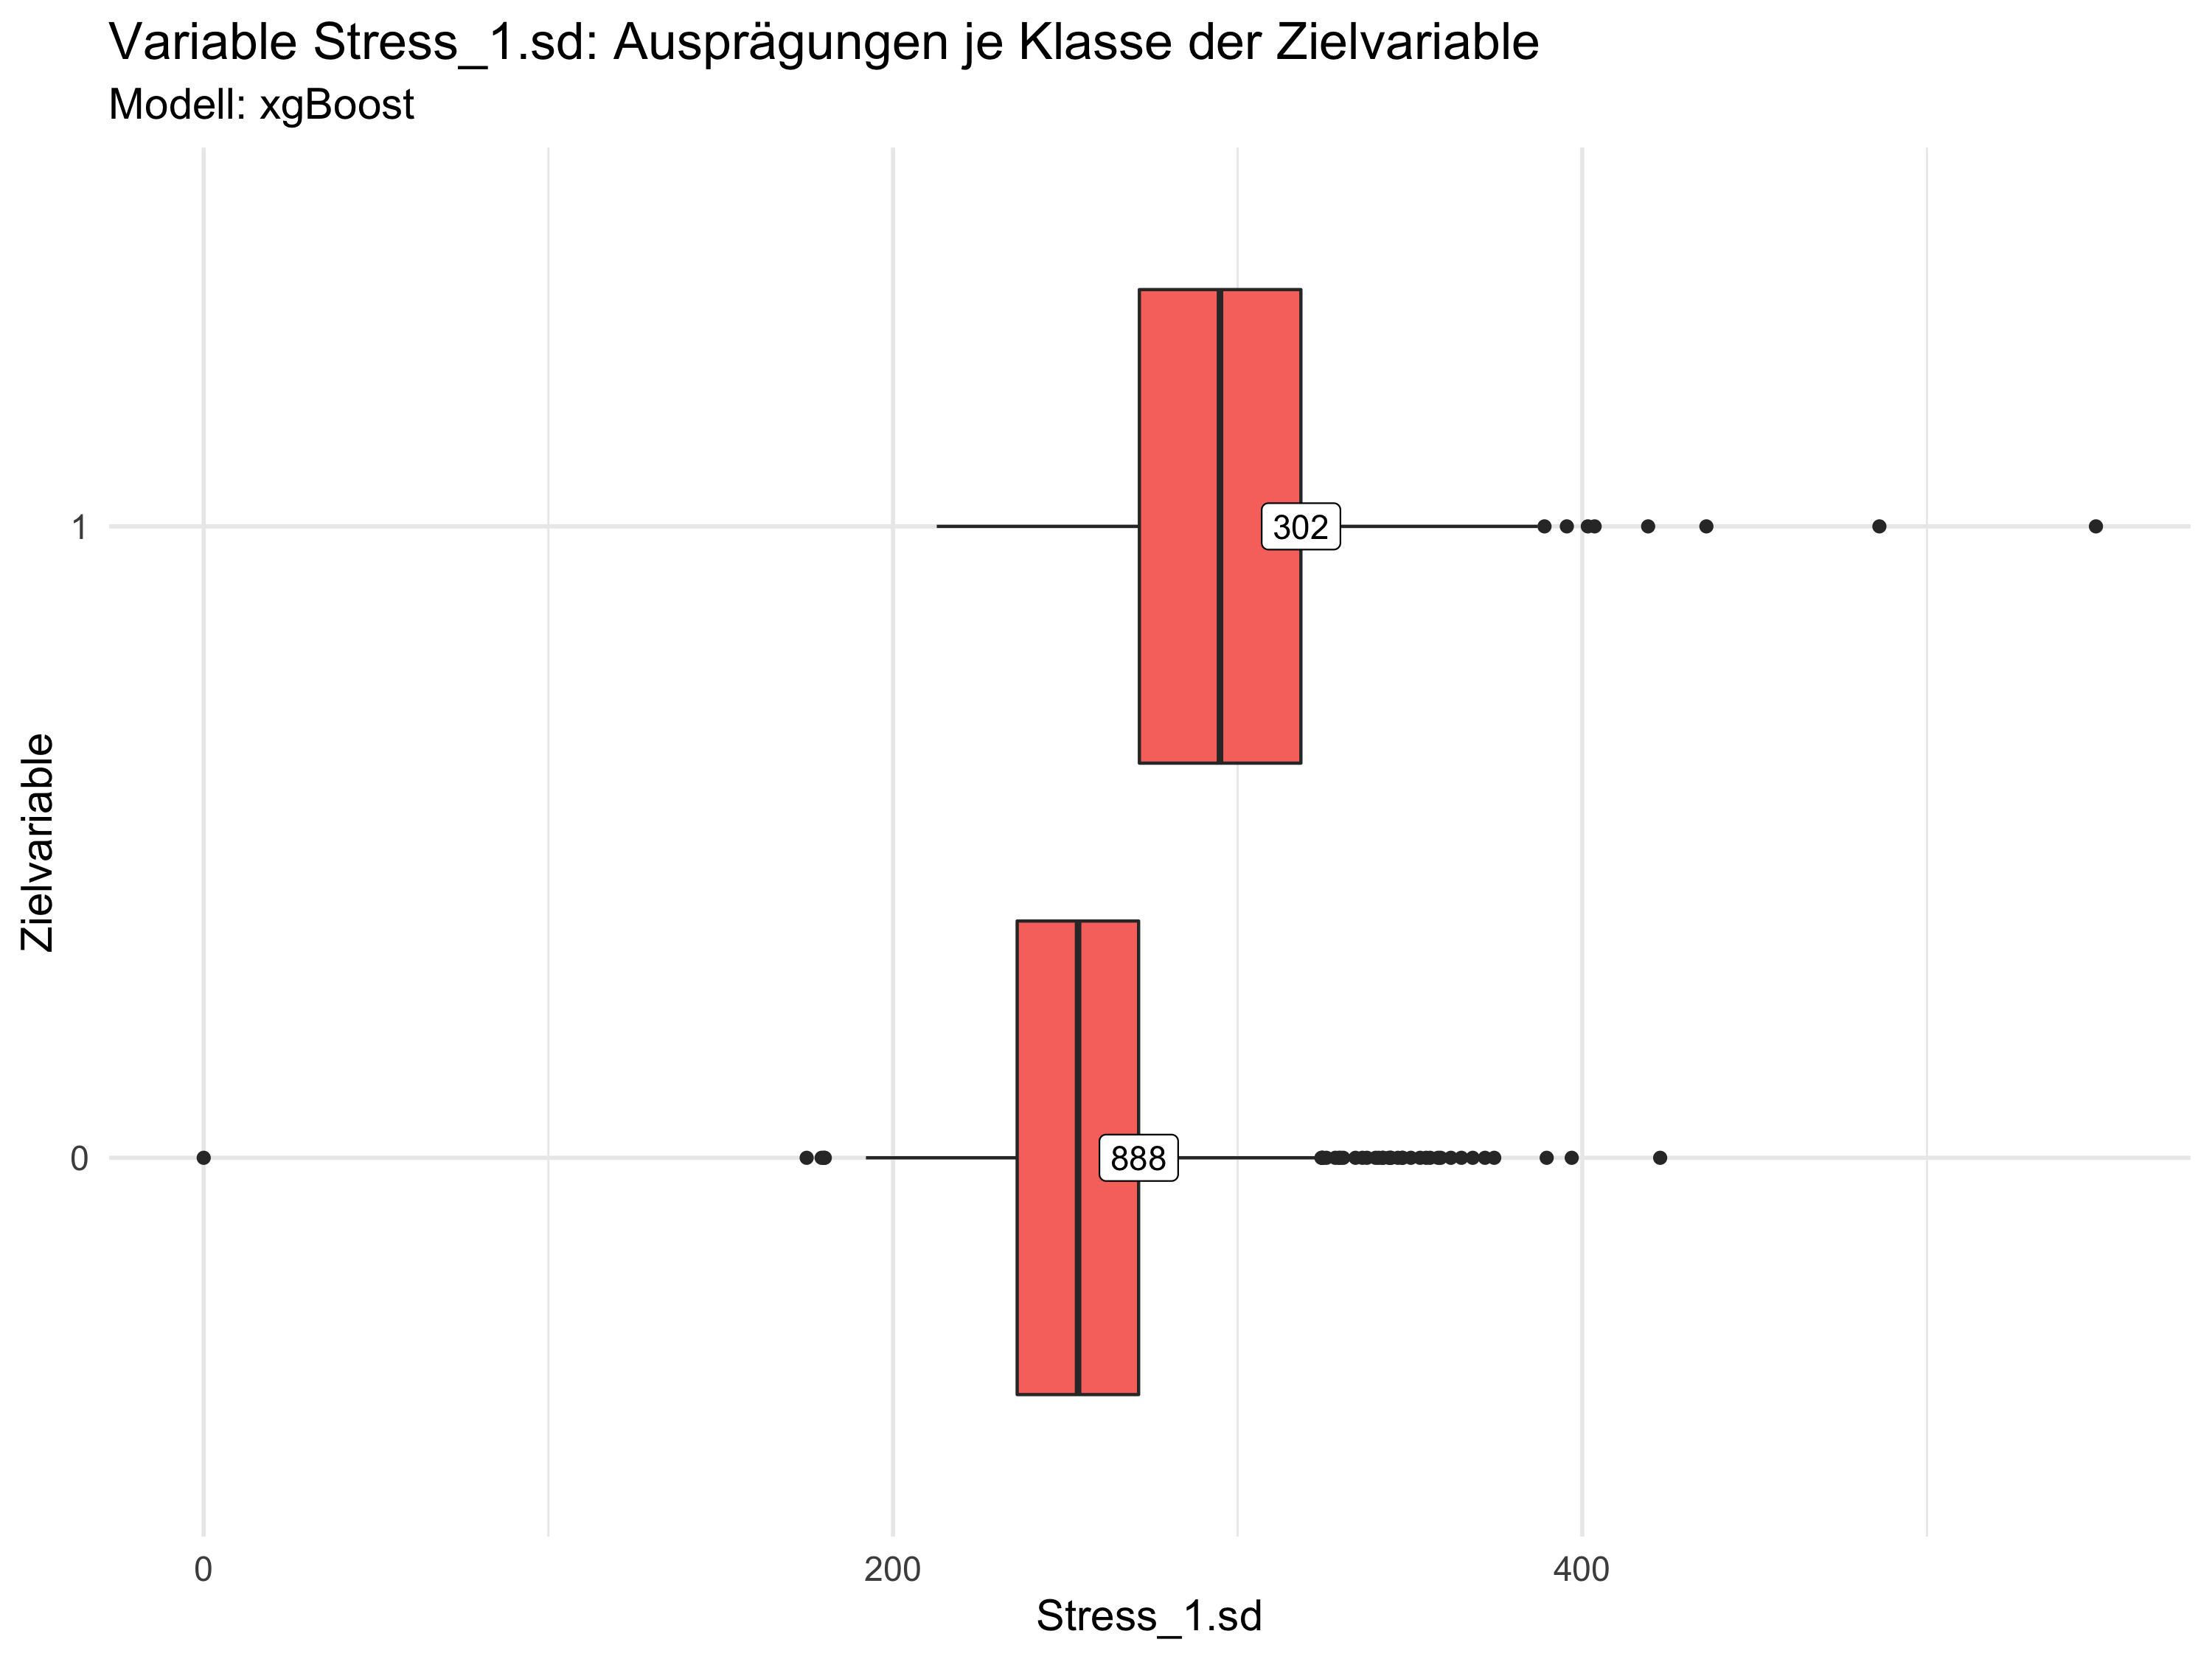 Variable Stress_1.sd: Ausprägungen je Klasse der Zielvariable
Modell: xgBoost
Zielvariable
1
302
0
888
0 200 400
Stress_1.sd